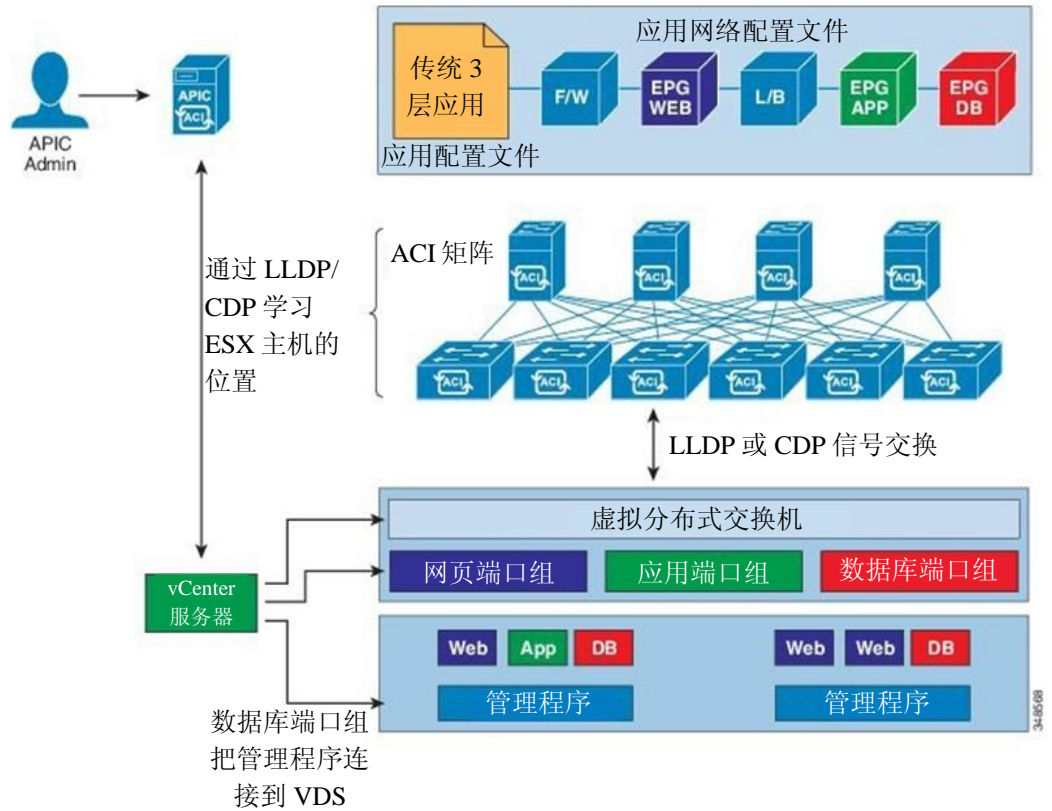 应用网络配置文件
传统 3
层应用
F/W
EPG
WEB
L/B
EPG
APP
EPG
DB
应用配置文件
APIC
ACI
APIC
Admin
通过 LLDP/
CDP 学习
ESX 主机的
位置
ACI 矩阵
ACI
ACI
ACI
ACI
ACI
ACI
ACI
ACI
ACI
ACI
LLDP 或 CDP 信号交换
虚拟分布式交换机
网页端口组
应用端口组
数据库端口组
vCenter
服务器
Web
App
DB
Web
Web
DB
管理程序
管理程序
数据库端口组
把管理程序连
接到 VDS
348568